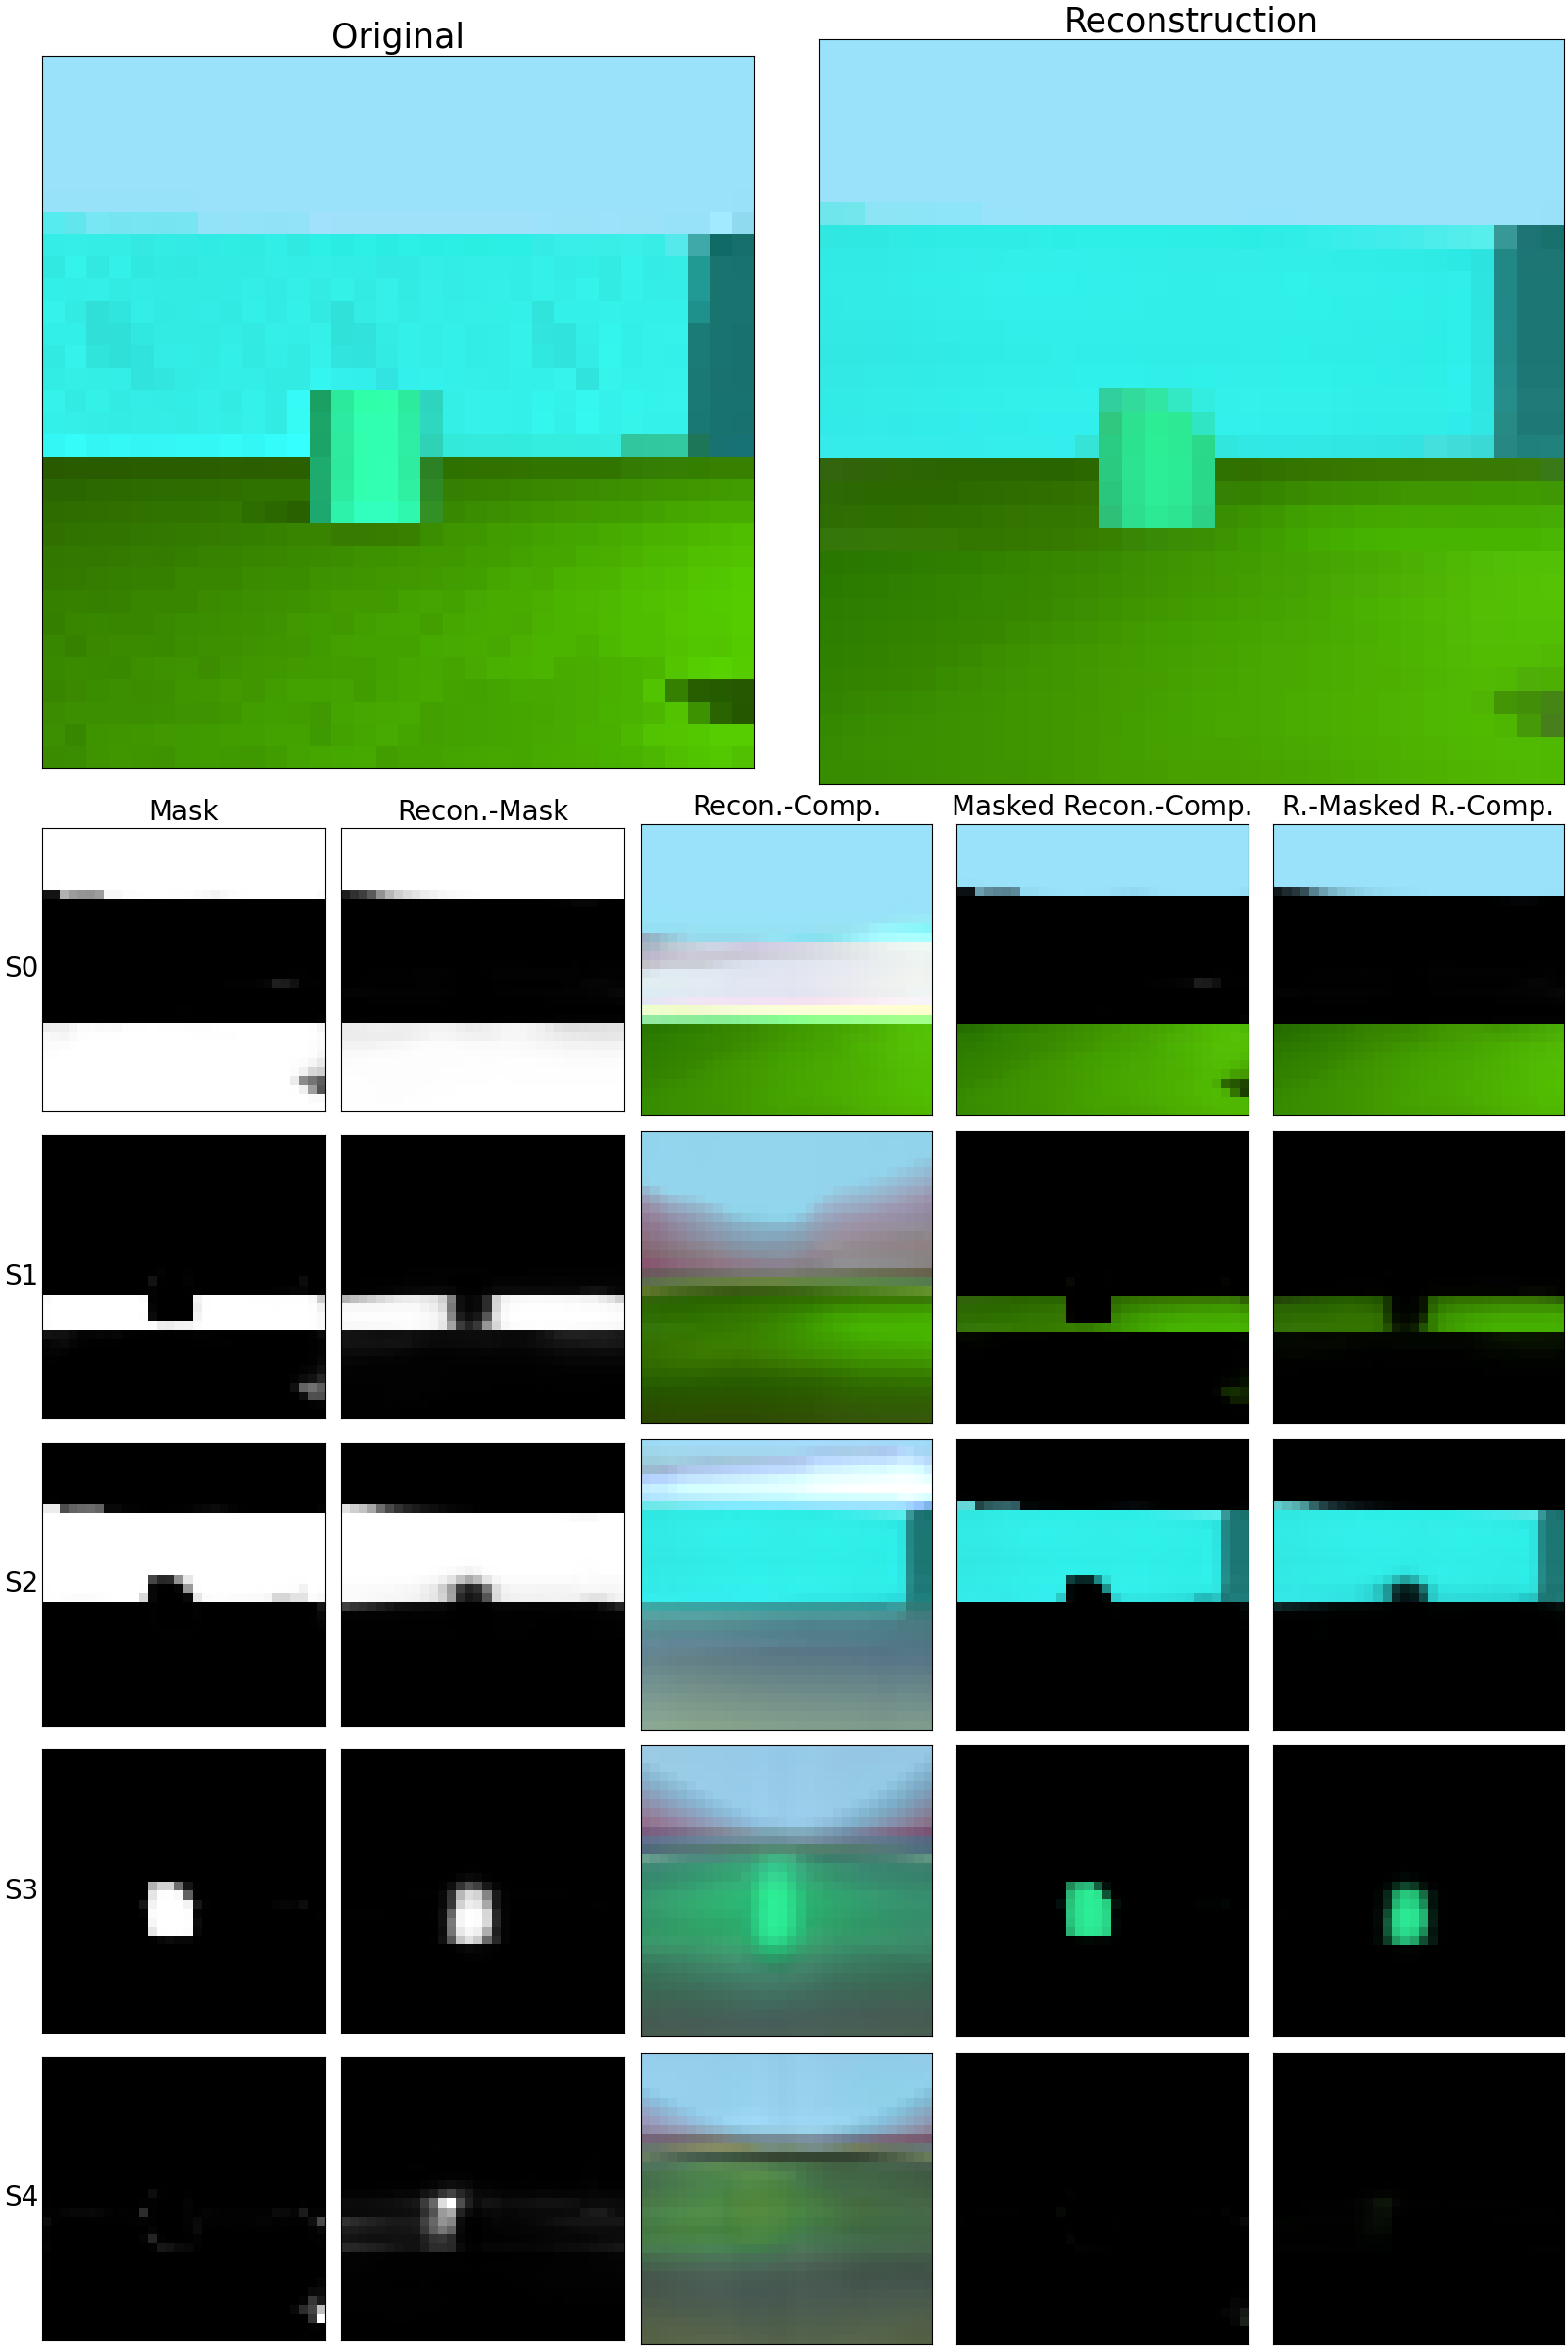 Original
Reconstruction
Mask
Recon.-Mask
Recon.-Comp.
Masked Recon.-Comp.
R.-Masked R.-Comp.
S0
S1
S2
S3
S4